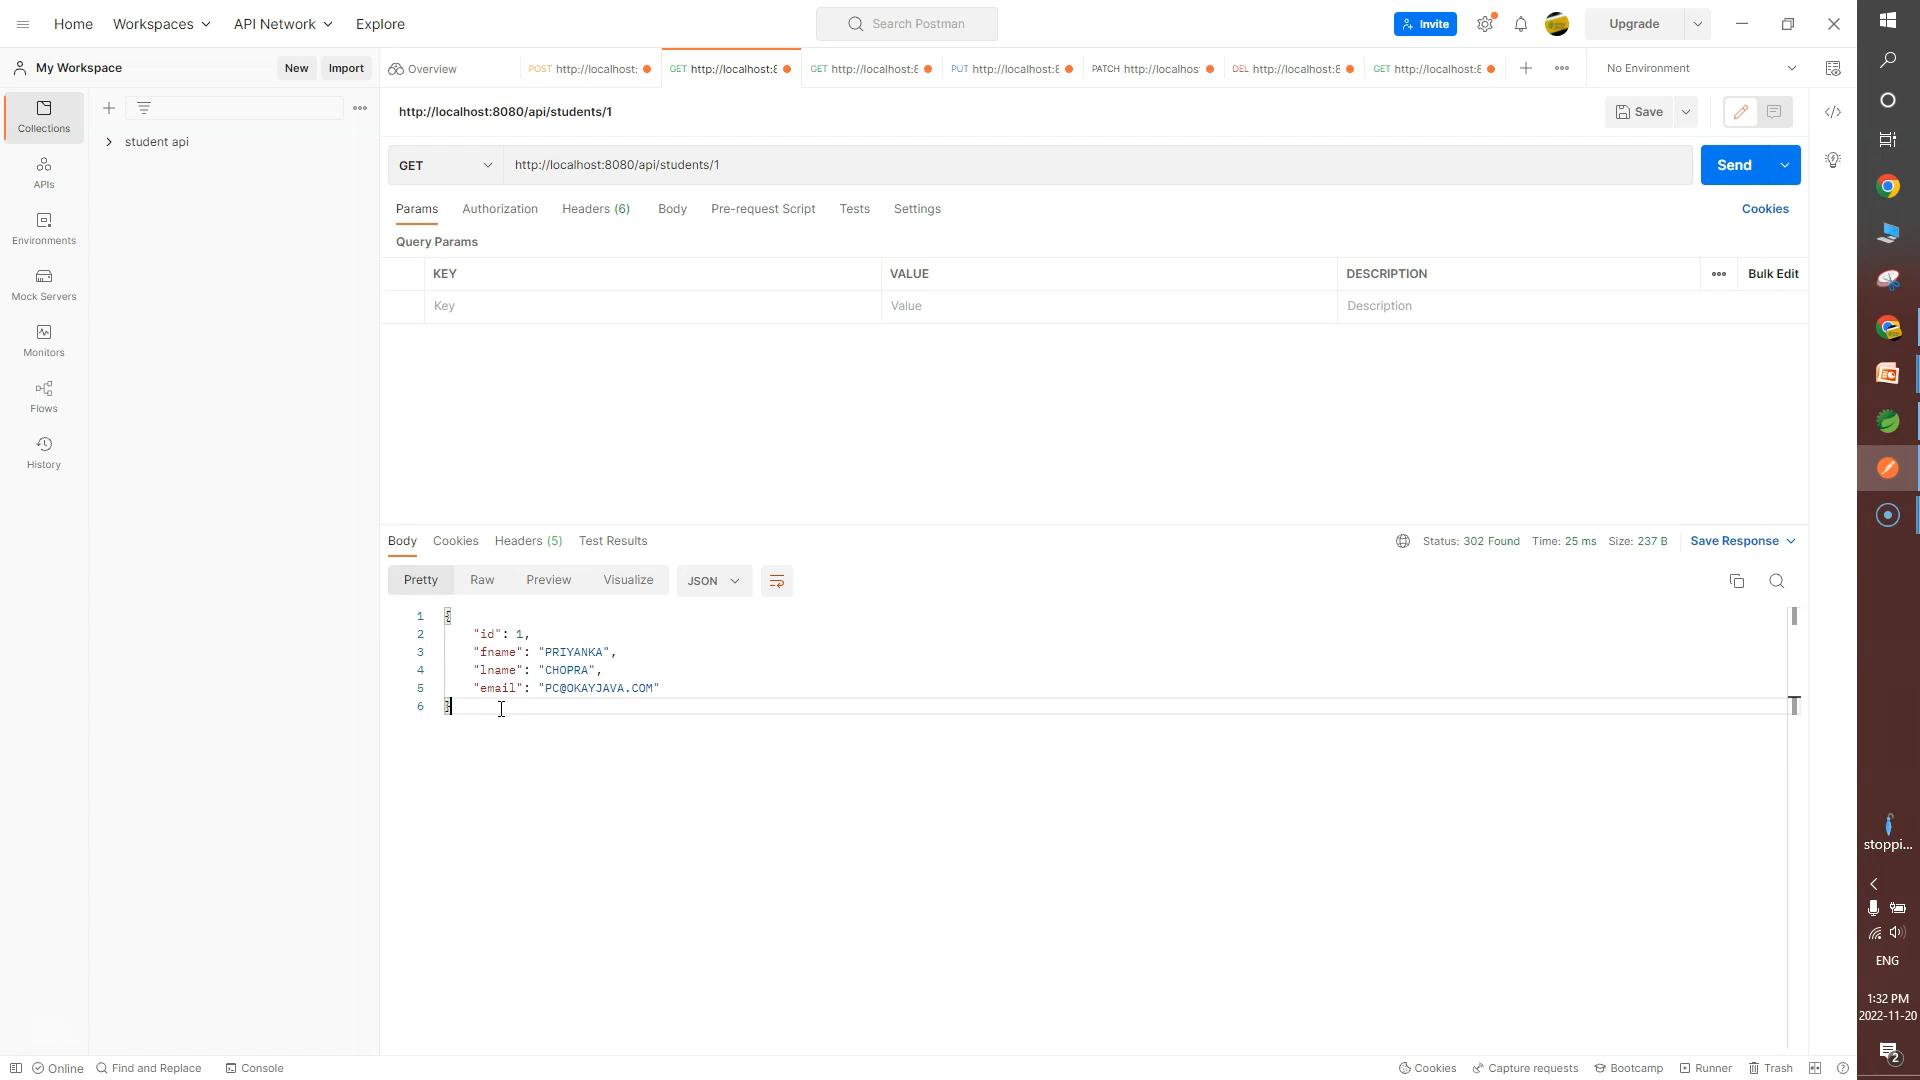 Home Workspaces API Network Explore Search Postman Invite Upgrade
My Workspace New Import
Overview POST http://localhost: GET http://localhost:8 GET http://localhost:8 PUT http://localhost:8 PATCH http://localhos DEL http://localhost:8 GET http://localhost:8 No Environment
Collections
student api
APIs
Environments
Mock Servers
Monitors
Flows
History
http://localhost:8080/api/students/1 Save
GET http://localhost:8080/api/students/1 Send
Params Authorization Headers (6) Body Pre-request Script Tests Settings Cookies
Query Params
KEY VALUE DESCRIPTION Bulk Edit
Key Value Description
Body Cookies Headers (5) Test Results Status: 302 Found Time: 25 ms Size: 237 B Save Response
Pretty Raw Preview Visualize JSON
1 {
2 "id": 1,
3 "fname": "PRIYANKA",
4 "lname": "CHOPRA",
5 "email": "PC@OKAYJAVA.COM"
6 }
Online Find and Replace Console Cookies Capture requests Bootcamp Runner Trash
stoppi...
ENG
1:32 PM
2022-11-20
2